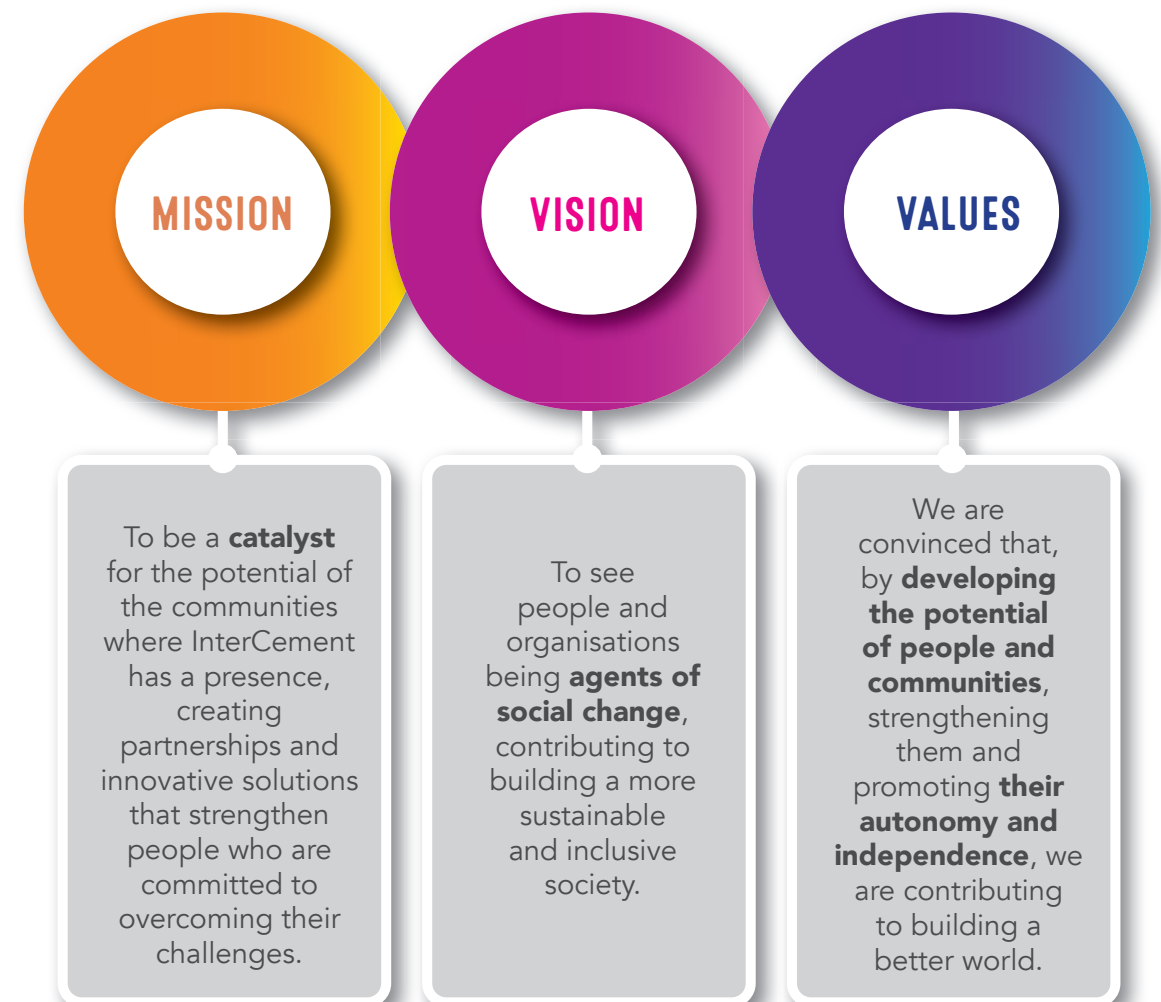 MISSION
VISION
VALUES
To be a catalyst
for the potential of
the communities
where InterCement
has a presence,
creating
partnerships and
innovative solutions
that strengthen
people who are
committed to
overcoming their
challenges.
To see
people and
organisations
being agents of
social change,
contributing to
building a more
sustainable
and inclusive
society.
We are
convinced that,
by developing
the potential
of people and
communities,
strengthening
them and
promoting their
autonomy and
independence, we
are contributing
to building a
better world.